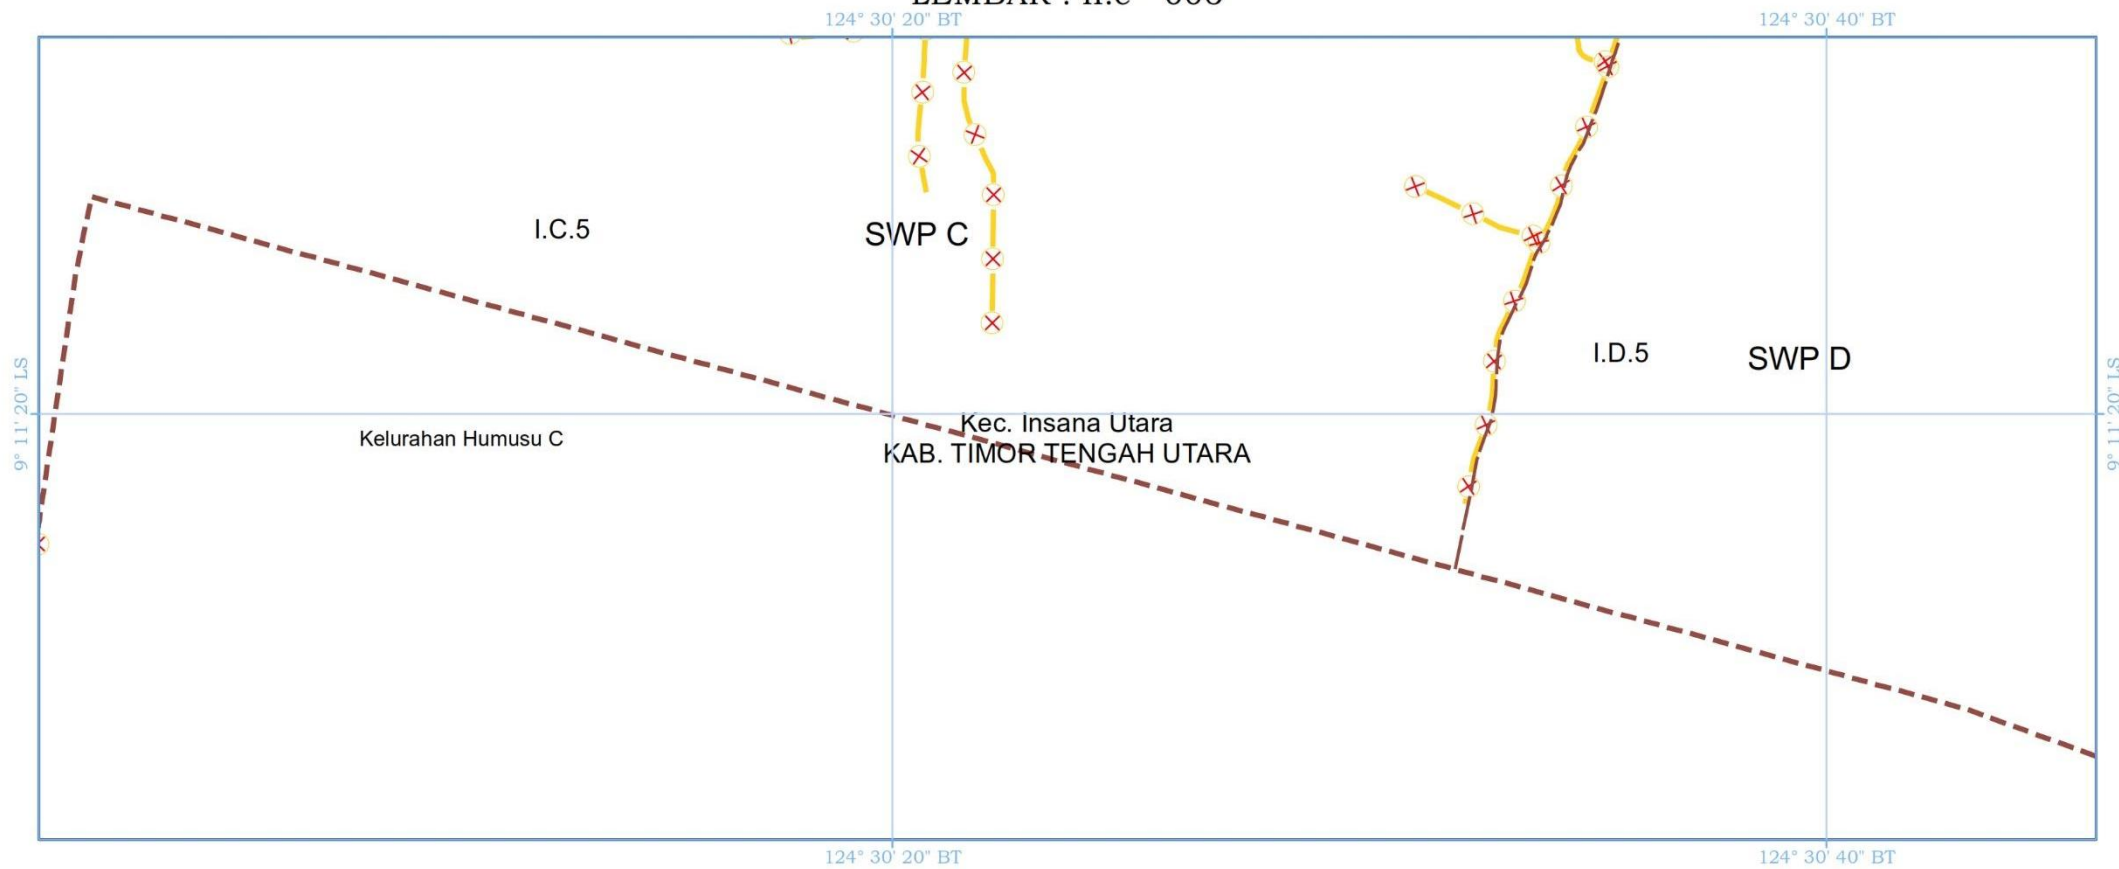 124° 30' 20" BT
124° 30' 40" BT
I.C.5
SWP C
I.D.5
SWP D
9° 11' 20" LS
9° 11' 20" LS
Kelurahan Humusu C
Kec. Insana Utara
KAB. TIMOR TENGAH UTARA
124° 30' 20" BT
124° 30' 40" BT